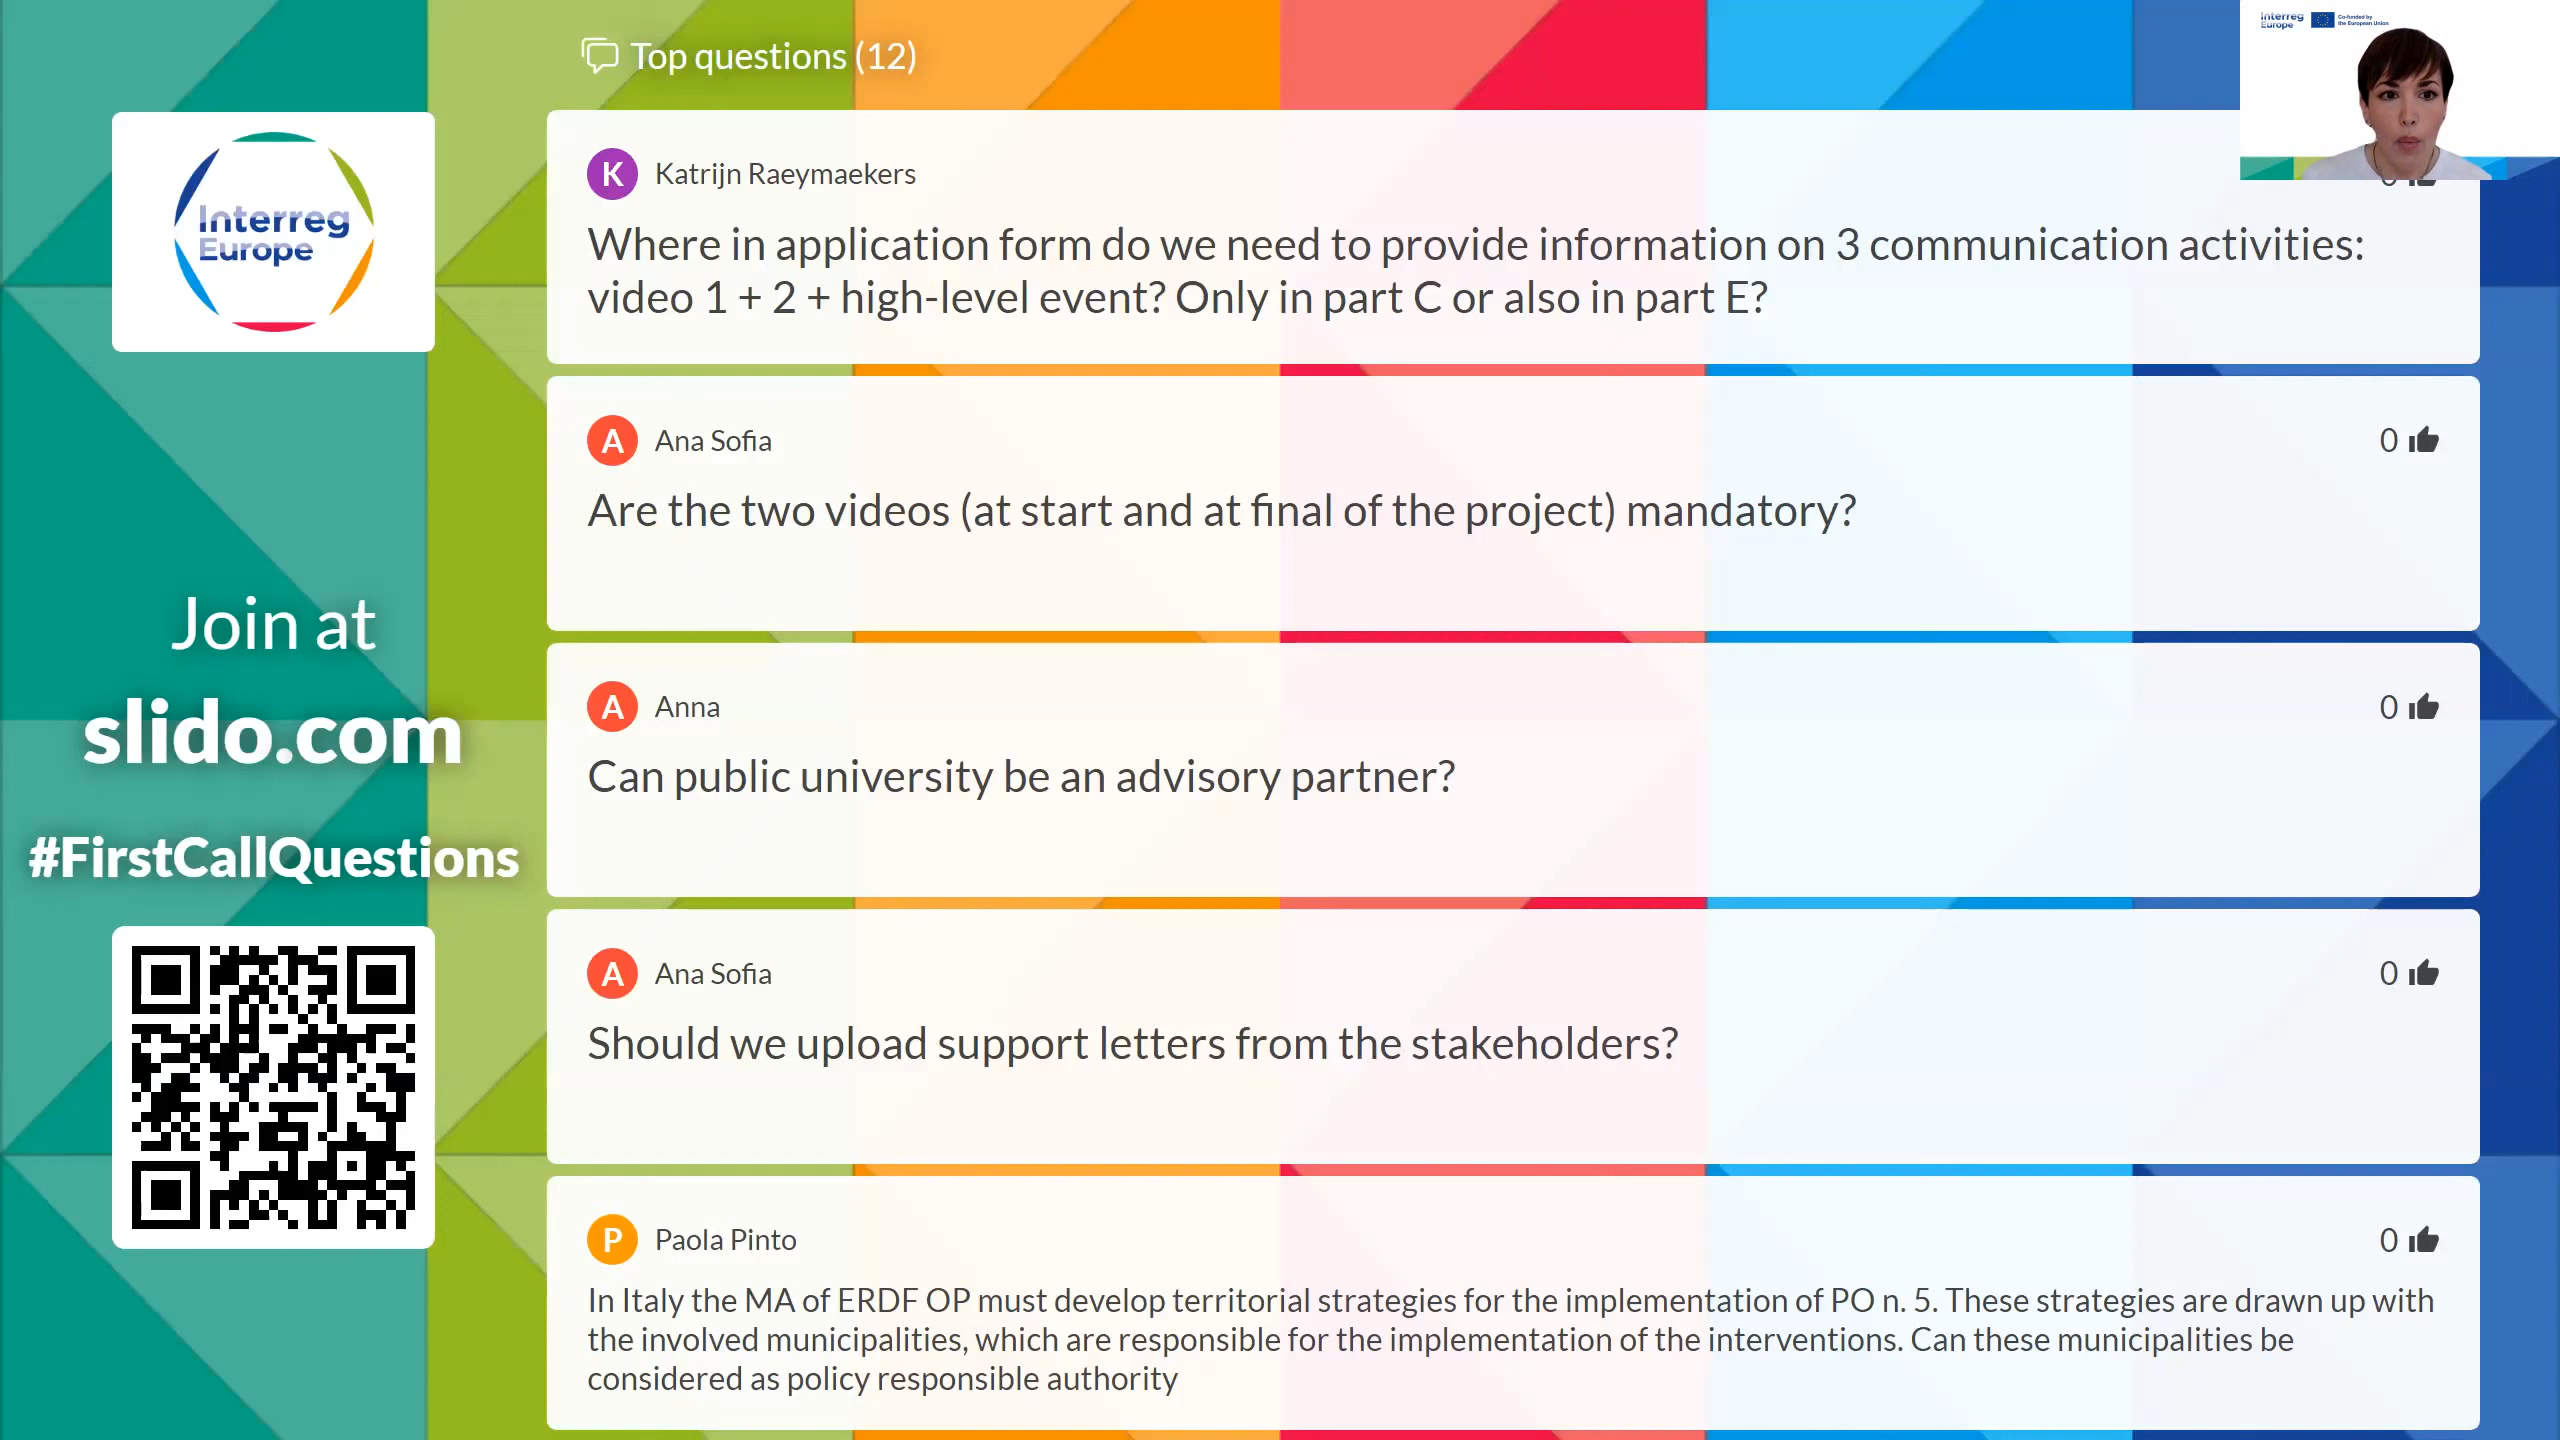 Top questions (12)
Interreg
Europe
Co-funded by
the European Union
Interreg
Europe
Join at
slido.com
#FirstCallQuestions
K
Katrijn Raeymaekers
Where in application form do we need to provide information on 3 communication activities:
video 1 + 2 + high-level event? Only in part C or also in part E?
A
Ana Sofia
0
Are the two videos (at start and at final of the project) mandatory?
A
Anna
0
Can public university be an advisory partner?
A
Ana Sofia
0
Should we upload support letters from the stakeholders?
P
Paola Pinto
0
In Italy the MA of ERDF OP must develop territorial strategies for the implementation of PO n. 5. These strategies are drawn up with
the involved municipalities, which are responsible for the implementation of the interventions. Can these municipalities be
considered as policy responsible authority